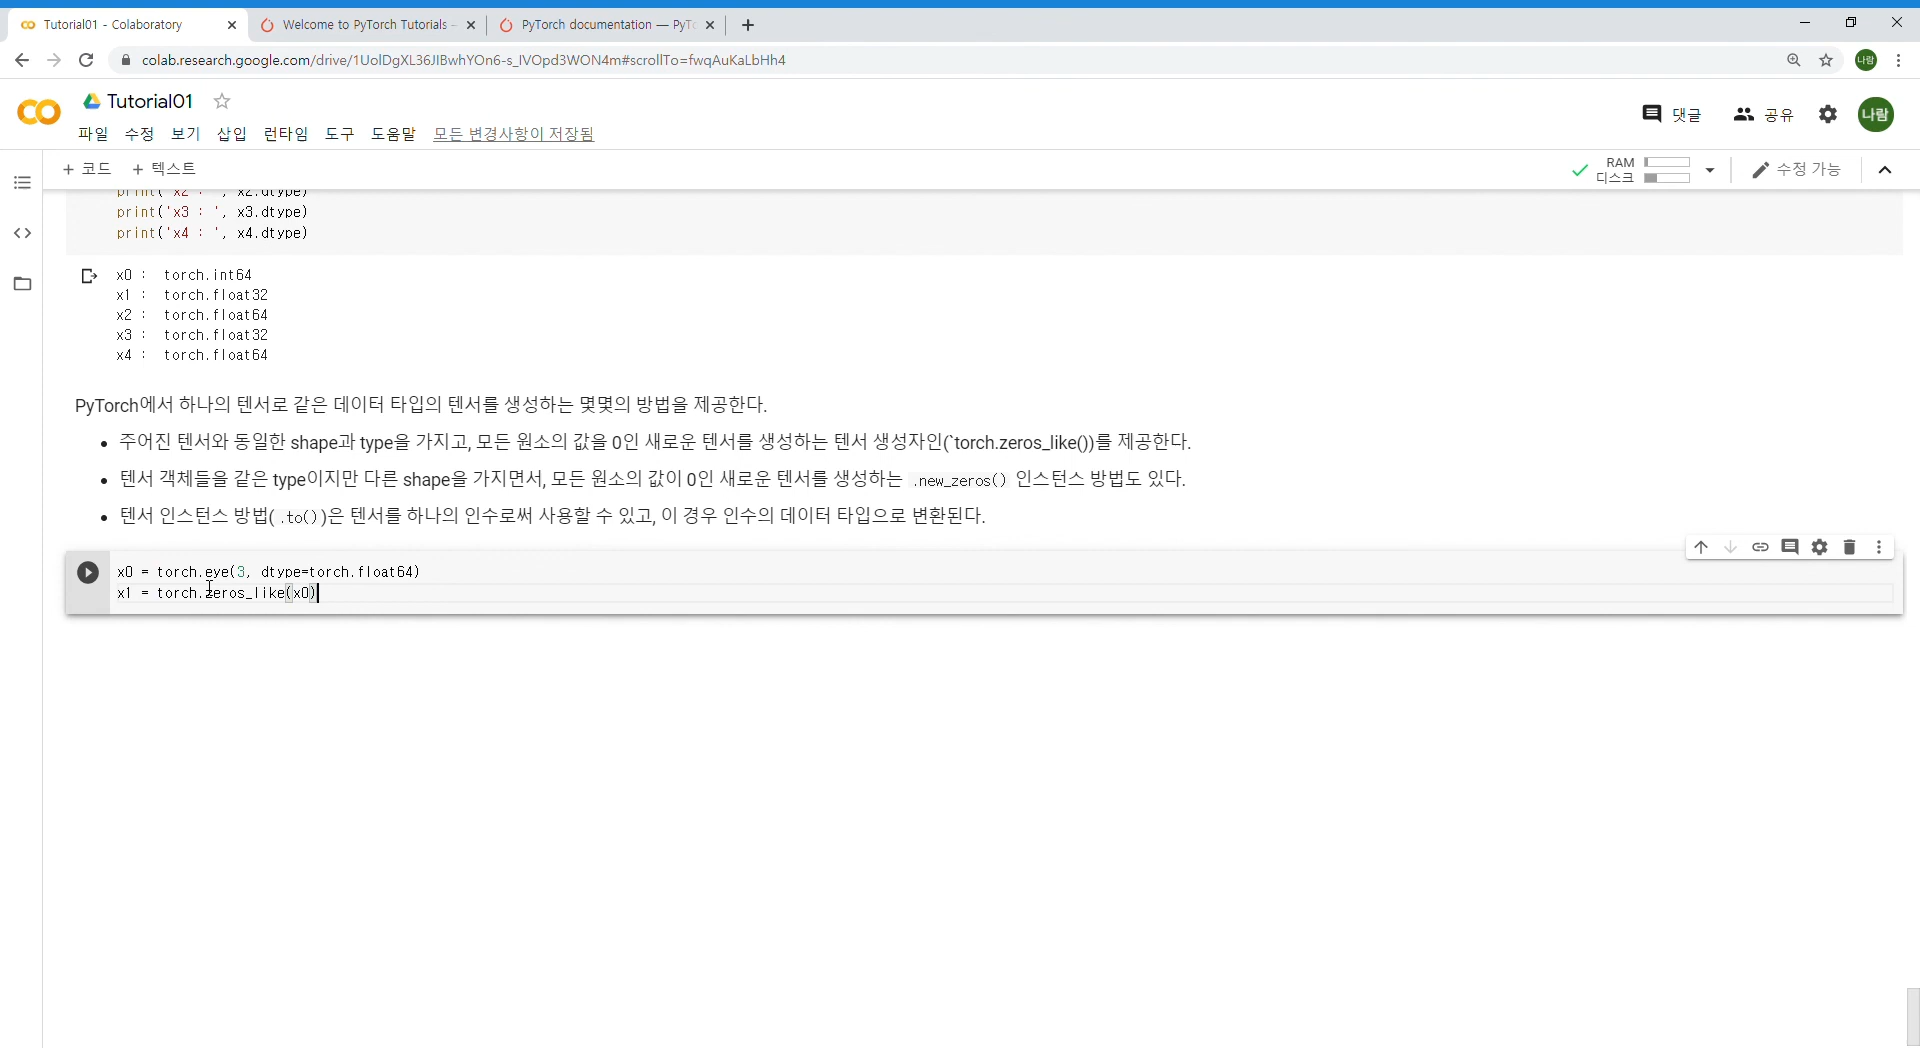 Tutorial01 - Colaboratory
Welcome to PyTorch Tutorials
PyTorch documentation — PyT
colab.research.google.com/drive/1UolDgXL36JIBwhYOn6-s_IVOpd3WON4m#scrollTo=fwqAuKaLbHh4
나람
Tutorial01
파일 수정 보기 삽입 런타임 도구 도움말 모든 변경사항이 저장됨
댓글 공유 나람
+ 코드 + 텍스트
RAM
디스크
수정 가능
print('x2 : ', x2.dtype)
print('x3 : ', x3.dtype)
print('x4 : ', x4.dtype)
x0 : torch.int64
x1 : torch.float32
x2 : torch.float64
x3 : torch.float32
x4 : torch.float64
PyTorch에서 하나의 텐서로 같은 데이터 타입의 텐서를 생성하는 몇몇의 방법을 제공한다.
• 주어진 텐서와 동일한 shape과 type을 가지고, 모든 원소의 값을 0인 새로운 텐서를 생성하는 텐서 생성자인(`torch.zeros_like())를 제공한다.
• 텐서 객체들을 같은 type이지만 다른 shape을 가지면서, 모든 원소의 값이 0인 새로운 텐서를 생성하는 .new_zeros() 인스턴스 방법도 있다.
• 텐서 인스턴스 방법( .to())은 텐서를 하나의 인수로써 사용할 수 있고, 이 경우 인수의 데이터 타입으로 변환된다.
x0 = torch.eye(3, dtype=torch.float64)
x1 = torch.zeros_like(x0)